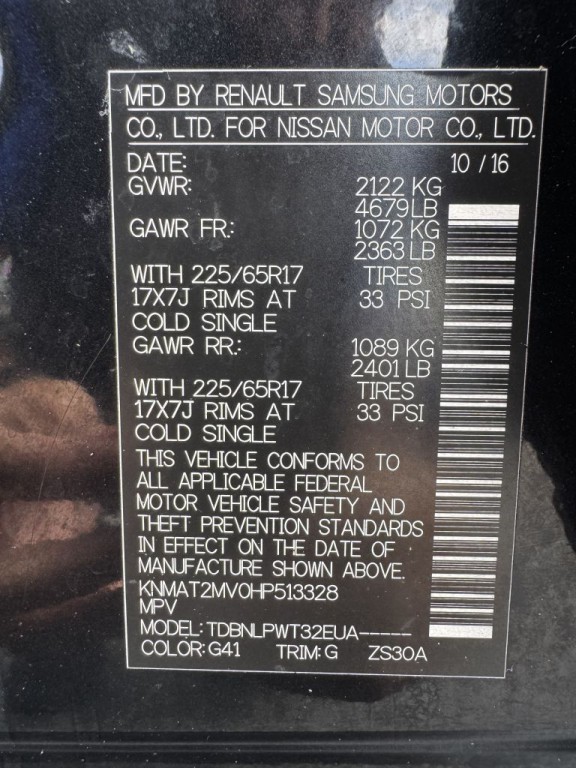 MFD BY RENAULT SAMSUNG MOTORS
CO., LTD. FOR NISSAN MOTOR CO., LTD.
DATE: 10 / 16
GVWR: 2122 KG
4679 LB
GAWR FR.: 1072 KG
2363 LB
WITH 225/65R17 TIRES
17X7J RIMS AT 33 PSI
COLD SINGLE
GAWR RR.: 1089 KG
2401 LB
WITH 225/65R17 TIRES
17X7J RIMS AT 33 PSI
COLD SINGLE
THIS VEHICLE CONFORMS TO
ALL APPLICABLE FEDERAL
MOTOR VEHICLE SAFETY AND
THEFT PREVENTION STANDARDS
IN EFFECT ON THE DATE OF
MANUFACTURE SHOWN ABOVE.
KNMAT2MV0HP513328
MPV
MODEL: TDBNLPWT32EUA-----
COLOR: G41 TRIM: G ZS30A